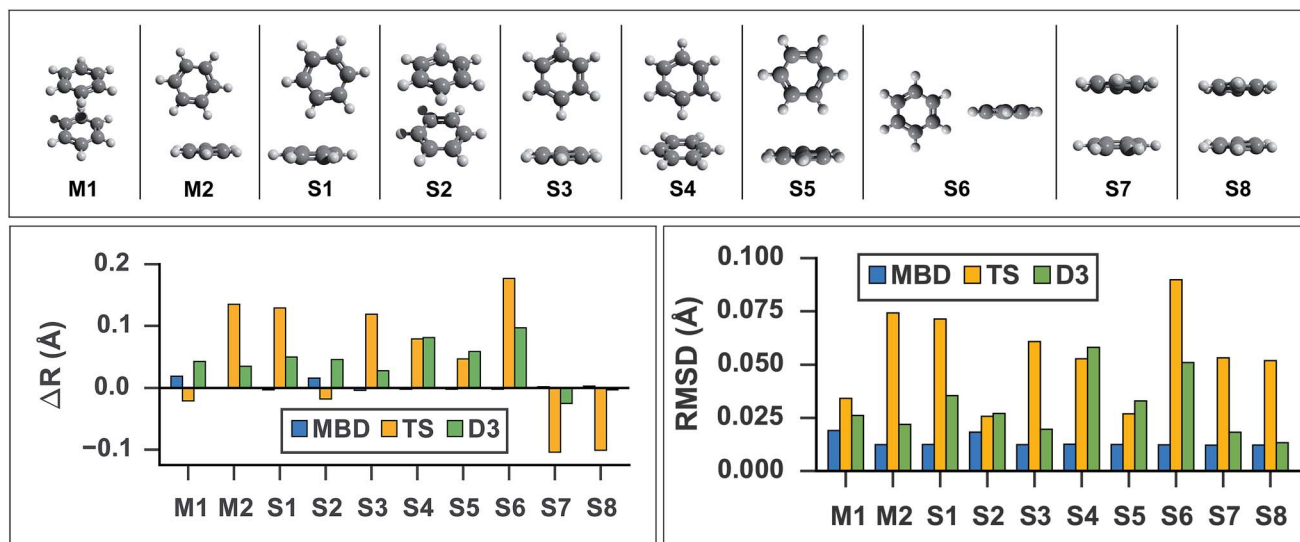 M1 M2 S1 S2 S3 S4 S5 S6 S7 S8
0.2
0.1
0.0
−0.1
ΔR (Å)
MBD TS D3
M1 M2 S1 S2 S3 S4 S5 S6 S7 S8
0.100
0.075
0.050
0.025
0.000
RMSD (Å)
MBD TS D3
M1 M2 S1 S2 S3 S4 S5 S6 S7 S8